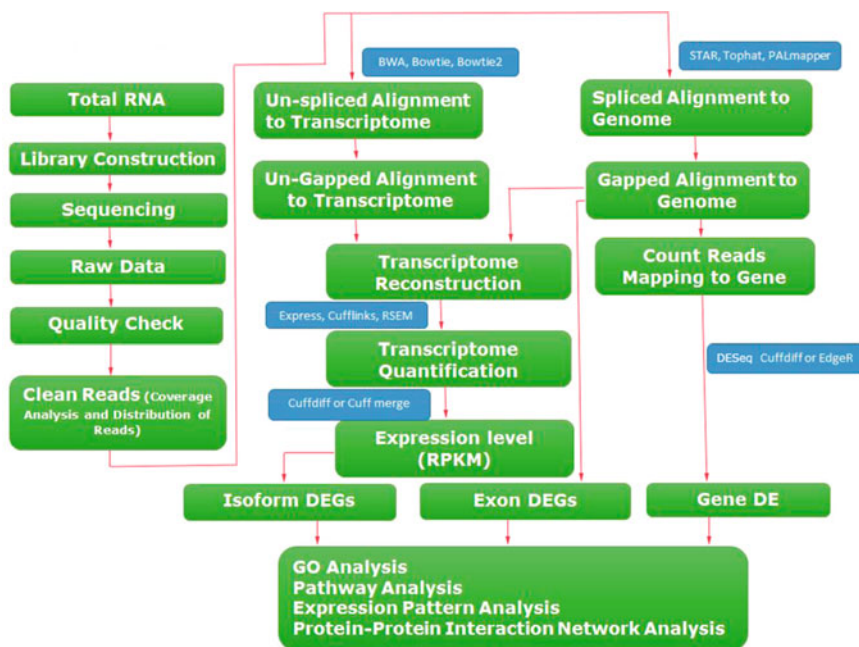 BWA, Bowtie, Bowtie2
STAR, Tophat, PALmapper
Total RNA
Library Construction
Sequencing
Raw Data
Quality Check
Clean Reads (Coverage
Analysis and Distribution of
Reads)
Un-spliced Alignment
to Transcriptome
Un-Gapped Alignment
to Transcriptome
Spliced Alignment to
Genome
Gapped Alignment to
Genome
Transcriptome
Reconstruction
Count Reads
Mapping to Gene
Express, Cufflinks, RSEM
Transcriptome
Quantification
DESeq Cuffdiff or EdgeR
Cuffdiff or Cuff merge
Expression level
(RPKM)
Isoform DEGs
Exon DEGs
Gene DE
GO Analysis
Pathway Analysis
Expression Pattern Analysis
Protein-Protein Interaction Network Analysis